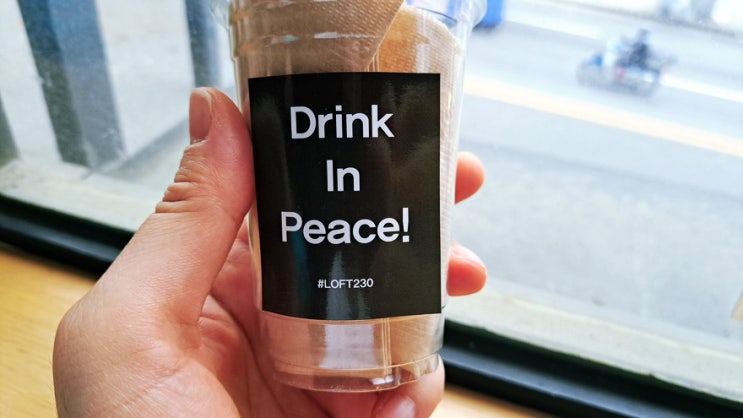 Drink
In
Peace!
#LOFT230